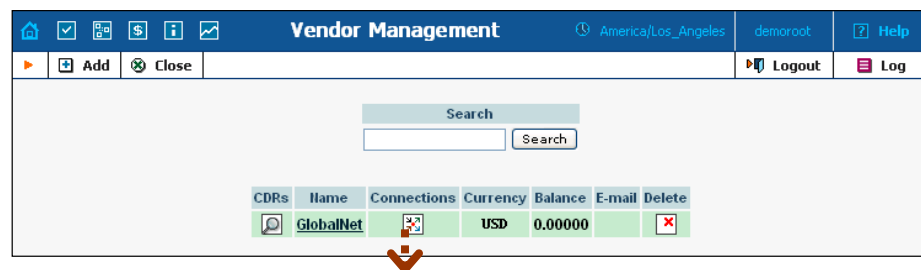 Vendor Management America/Los_Angeles demoroot ? Help
Add Close Logout Log
Search
Search
CDRs Name Connections Currency Balance E-mail Delete
GlobalNet USD 0.00000